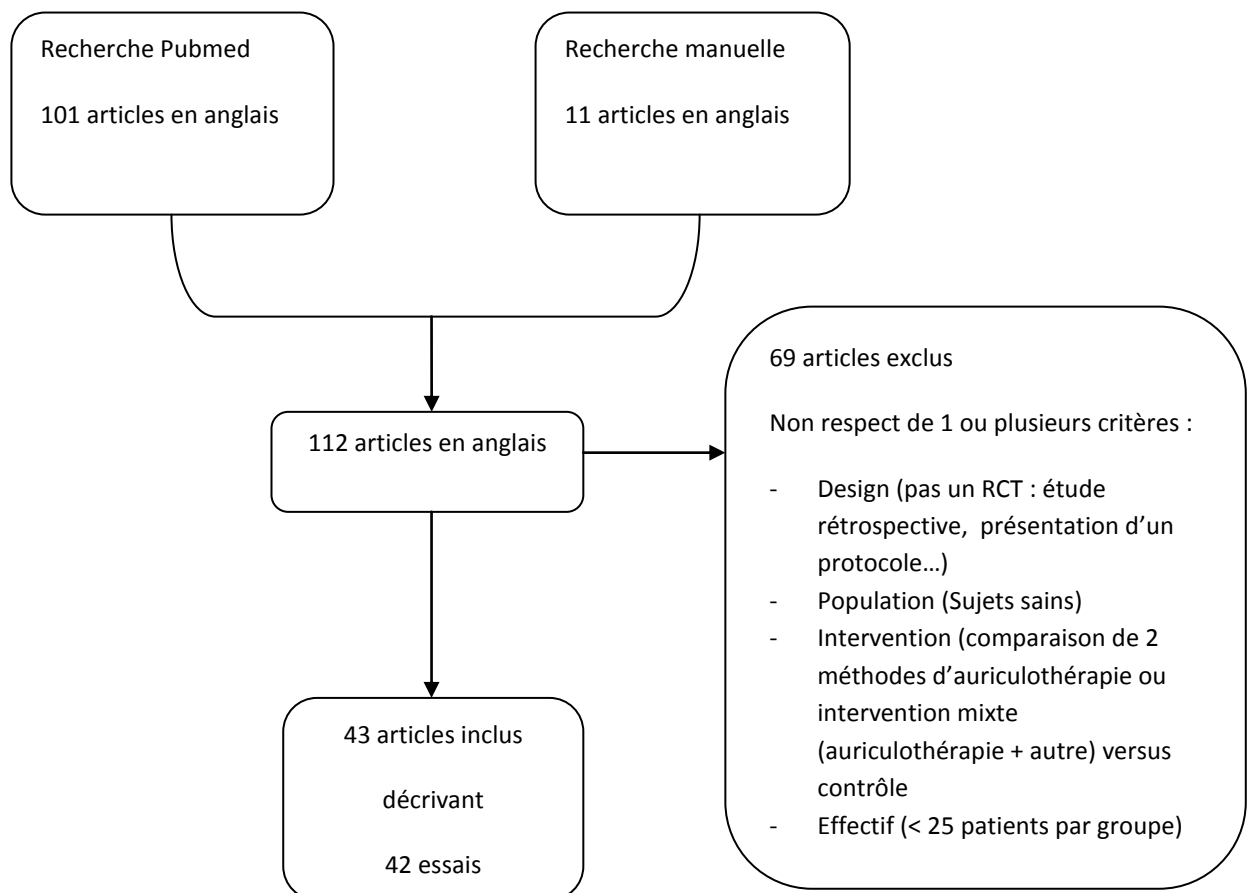 Recherche Pubmed
101 articles en anglais
Recherche manuelle
11 articles en anglais
112 articles en anglais
69 articles exclus
Non respect de 1 ou plusieurs critères :
- Design (pas un RCT : étude
rétrospective, présentation d’un
protocole…)
- Population (Sujets sains)
- Intervention (comparaison de 2
méthodes d’auriculothérapie ou
intervention mixte
(auriculothérapie + autre) versus
contrôle
- Effectif (< 25 patients par groupe)
43 articles inclus
décrivant
42 essais